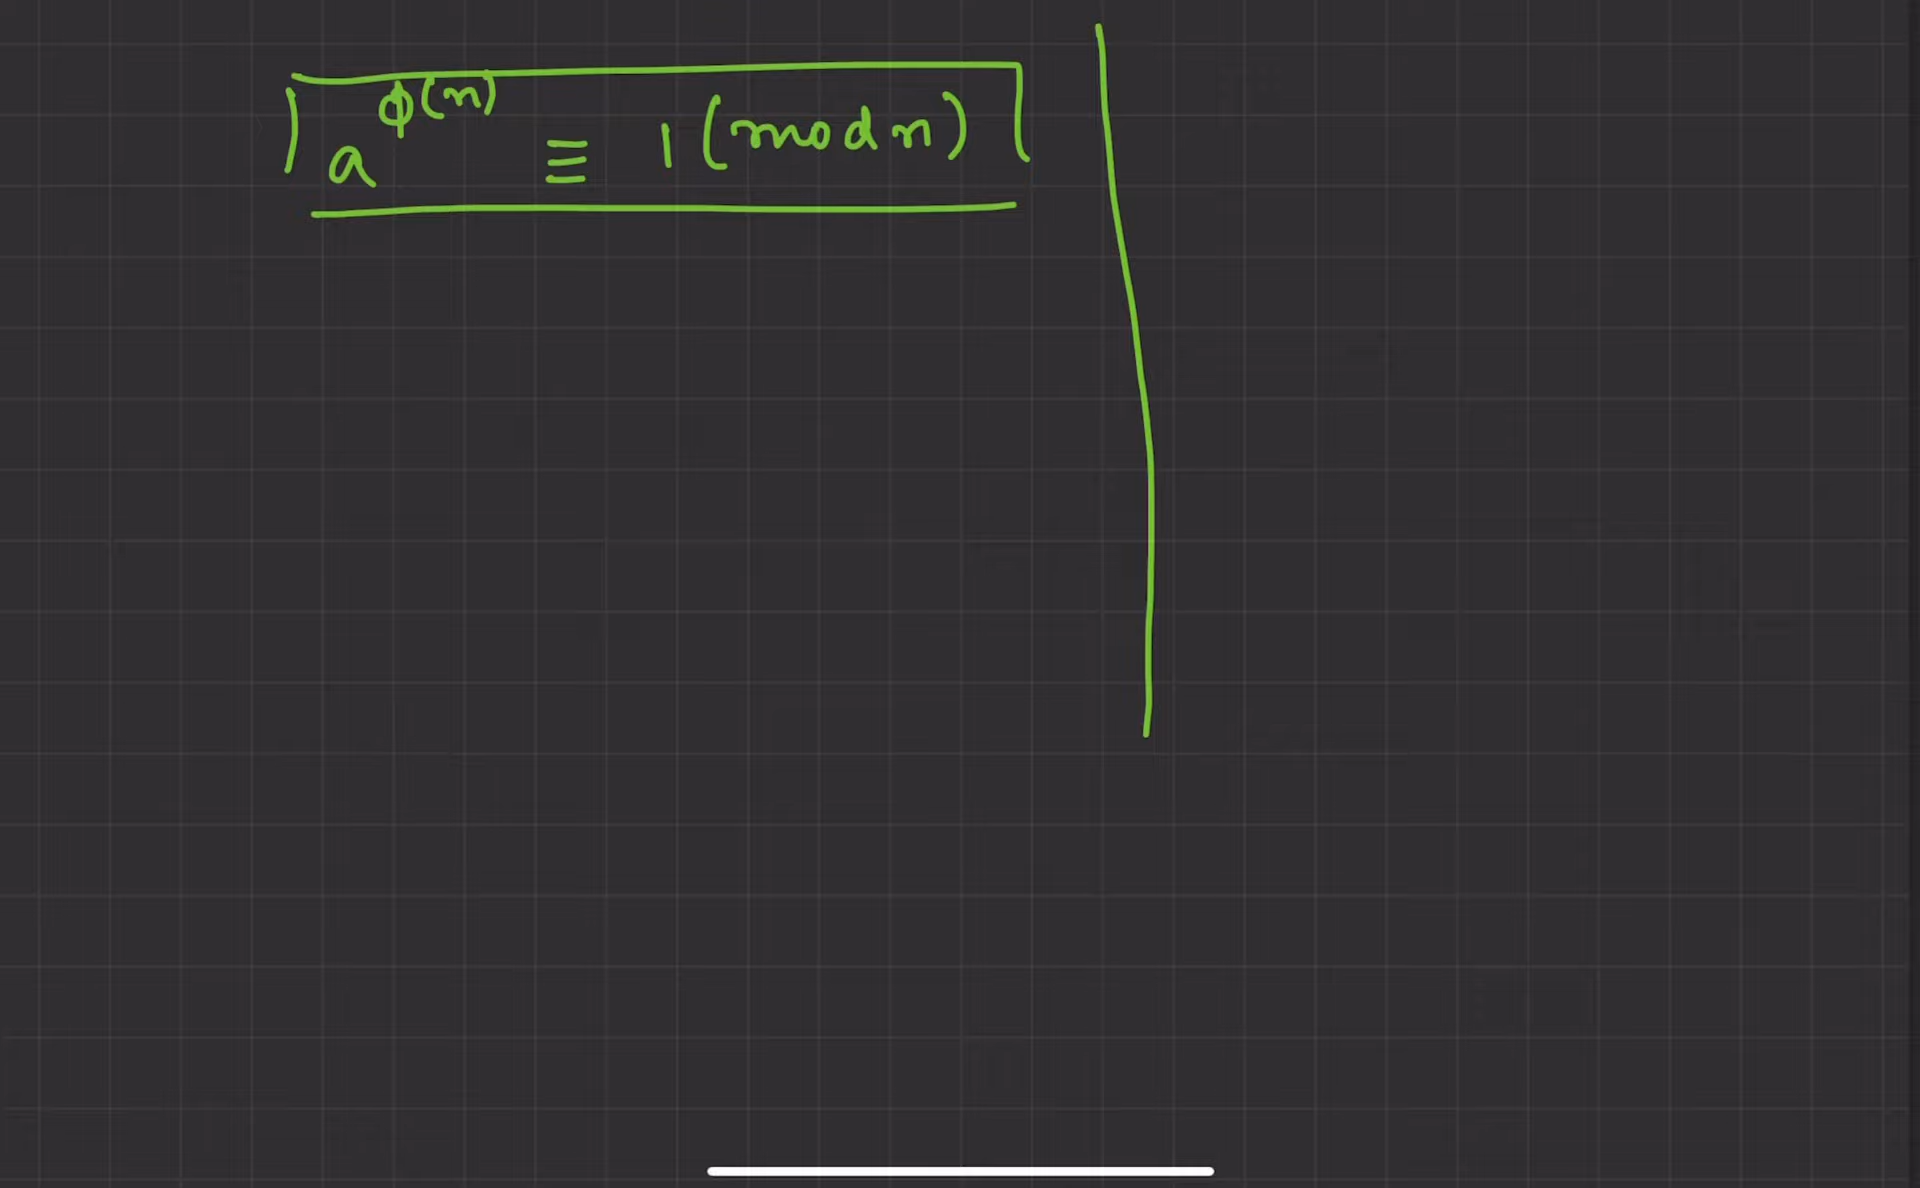 a^ϕ(n) ≡ 1 (mod n)